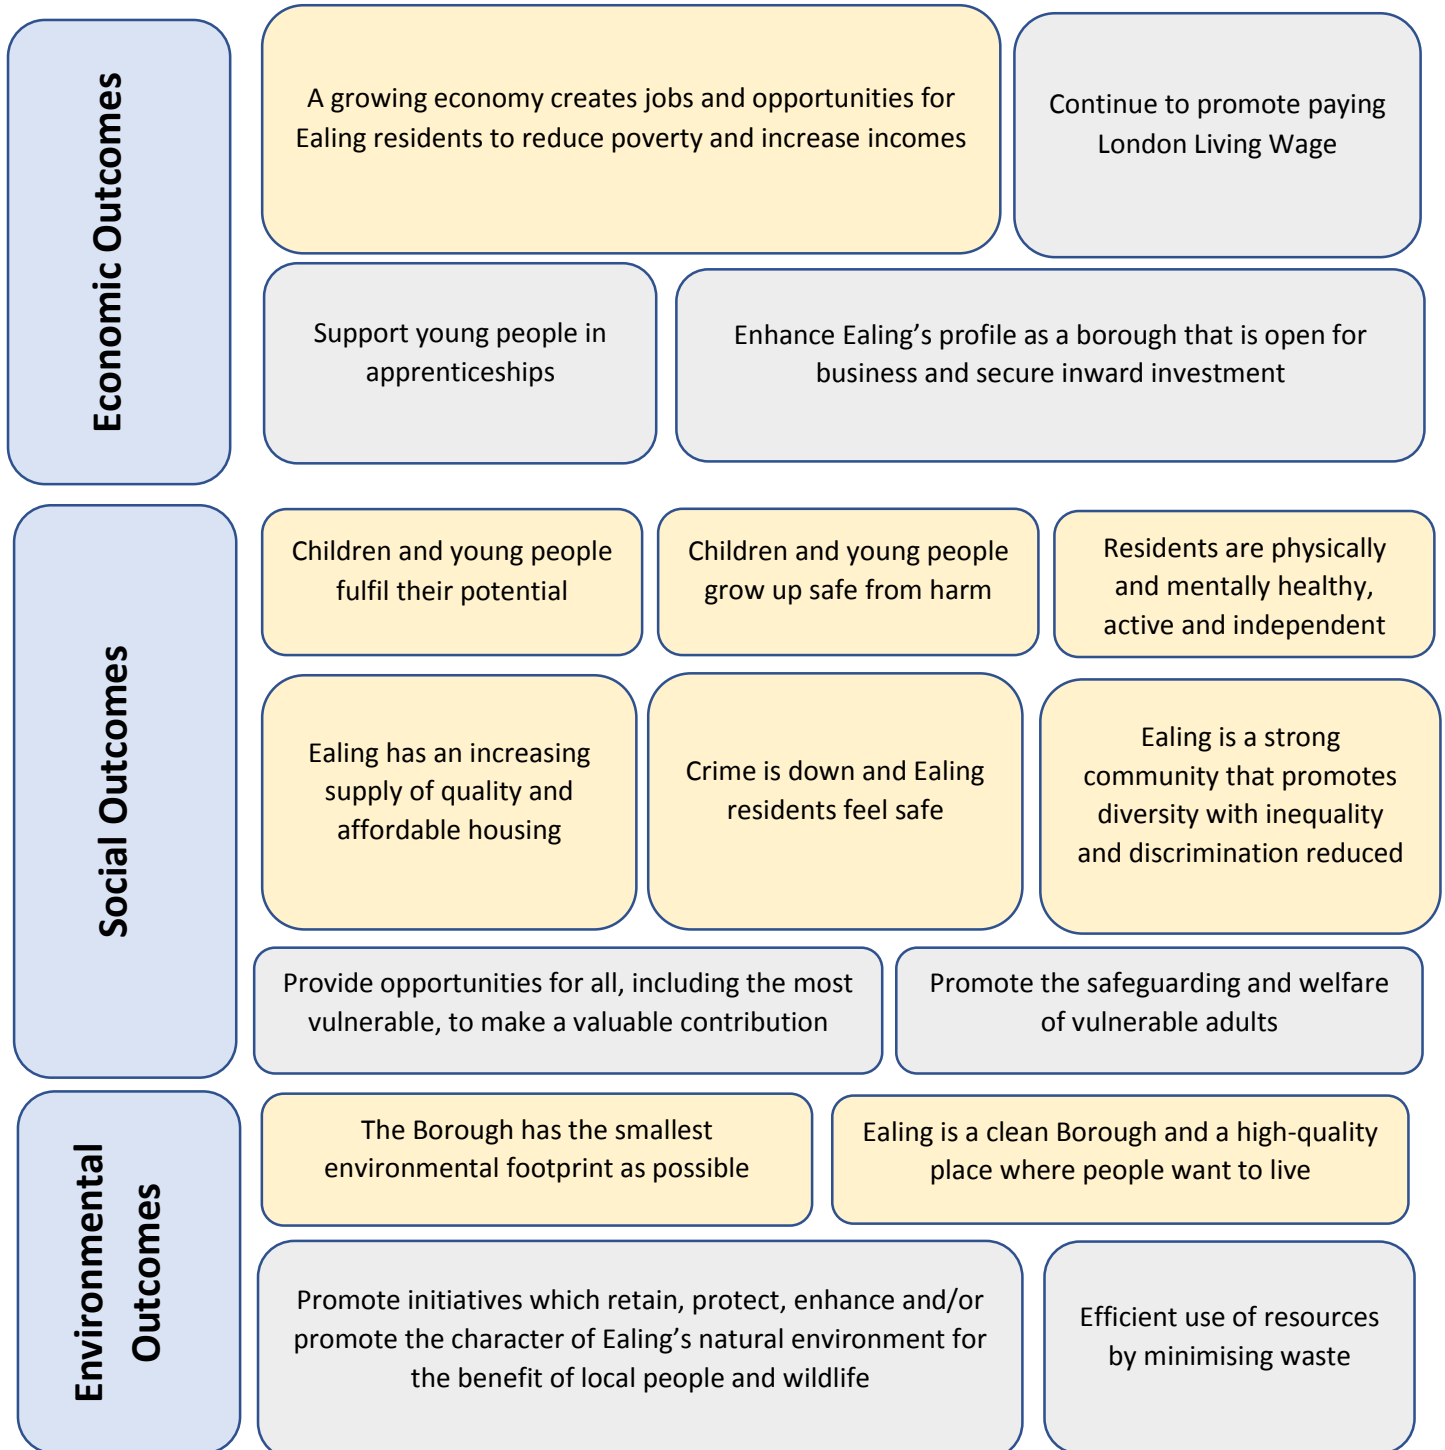 Economic Outcomes
A growing economy creates jobs and opportunities for
Ealing residents to reduce poverty and increase incomes
Continue to promote paying
London Living Wage
Support young people in
apprenticeships
Enhance Ealing’s profile as a borough that is open for
business and secure inward investment
Social Outcomes
Children and young people
fulfil their potential
Children and young people
grow up safe from harm
Residents are physically
and mentally healthy,
active and independent
Ealing has an increasing
supply of quality and
affordable housing
Crime is down and Ealing
residents feel safe
Ealing is a strong
community that promotes
diversity with inequality
and discrimination reduced
Provide opportunities for all, including the most
vulnerable, to make a valuable contribution
Promote the safeguarding and welfare
of vulnerable adults
Environmental
Outcomes
The Borough has the smallest
environmental footprint as possible
Ealing is a clean Borough and a high-quality
place where people want to live
Promote initiatives which retain, protect, enhance and/or
promote the character of Ealing’s natural environment for
the benefit of local people and wildlife
Efficient use of resources
by minimising waste